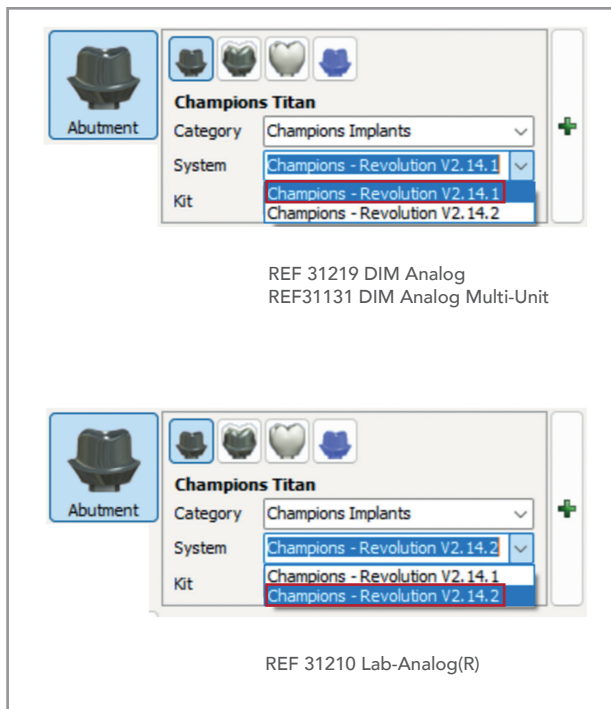 Champions Titan
Abutment
Category Champions Implants
System Champions - Revolution V2.14.1
Kit Champions - Revolution V2.14.1
Champions - Revolution V2.14.2
REF 31219 DIM Analog
REF31131 DIM Analog Multi-Unit
Champions Titan
Abutment
Category Champions Implants
System Champions - Revolution V2.14.2
Kit Champions - Revolution V2.14.1
Champions - Revolution V2.14.2
REF 31210 Lab-Analog(R)